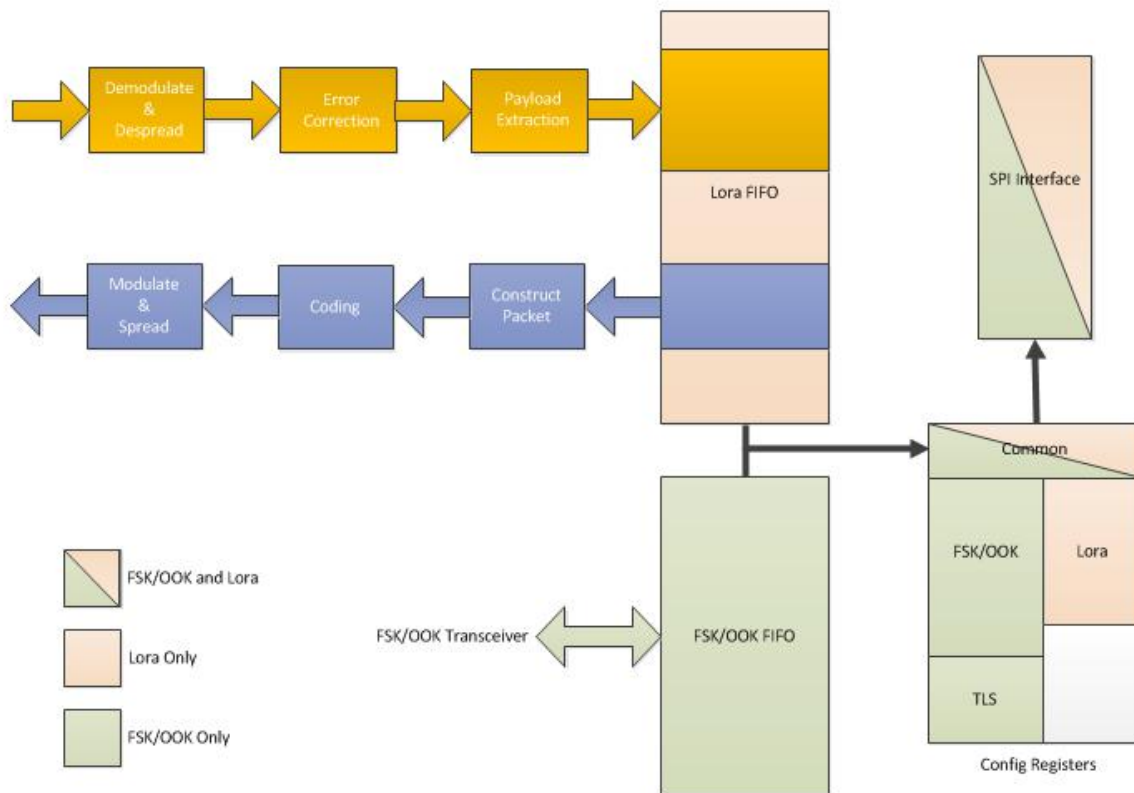 Demodulate
&
Despread
Error
Correction
Payload
Extraction
Lora FIFO
SPI Interface
Modulate
&
Spread
Coding
Construct
Packet
Common
FSK/OOK
Lora
TLS
Config Registers
FSK/OOK and Lora
Lora Only
FSK/OOK Only
FSK/OOK Transceiver
FSK/OOK FIFO